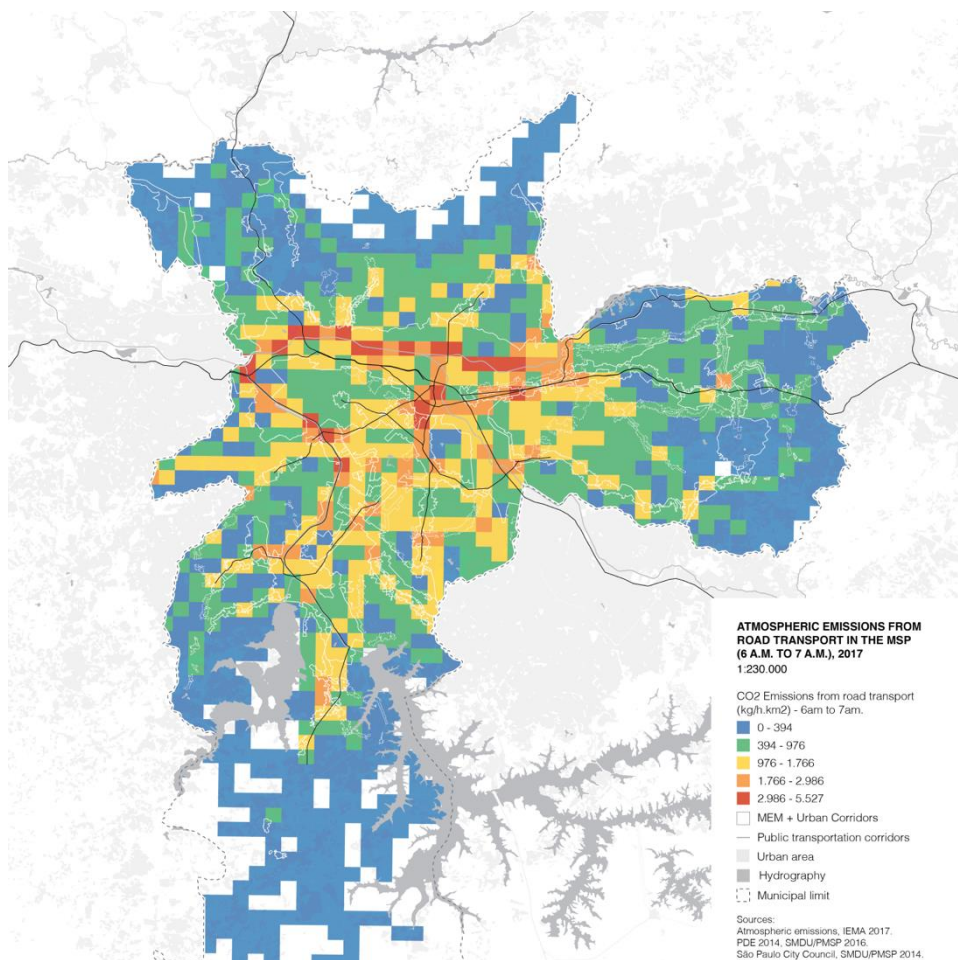 ATMOSPHERIC EMISSIONS FROM
ROAD TRANSPORT IN THE MSP
(6 A.M. TO 7 A.M.), 2017
1:230.000
CO2 Emissions from road transport
(kg/h.km2) - 6am to 7am.
0 - 394
394 - 976
976 - 1.766
1.766 - 2.986
2.986 - 5.527
MEM + Urban Corridors
Public transportation corridors
Urban area
Hydrography
Municipal limit
Sources:
Atmospheric emissions, IEMA 2017.
PDE 2014, SMDU/PMSP 2016.
São Paulo City Council, SMDU/PMSP 2014.